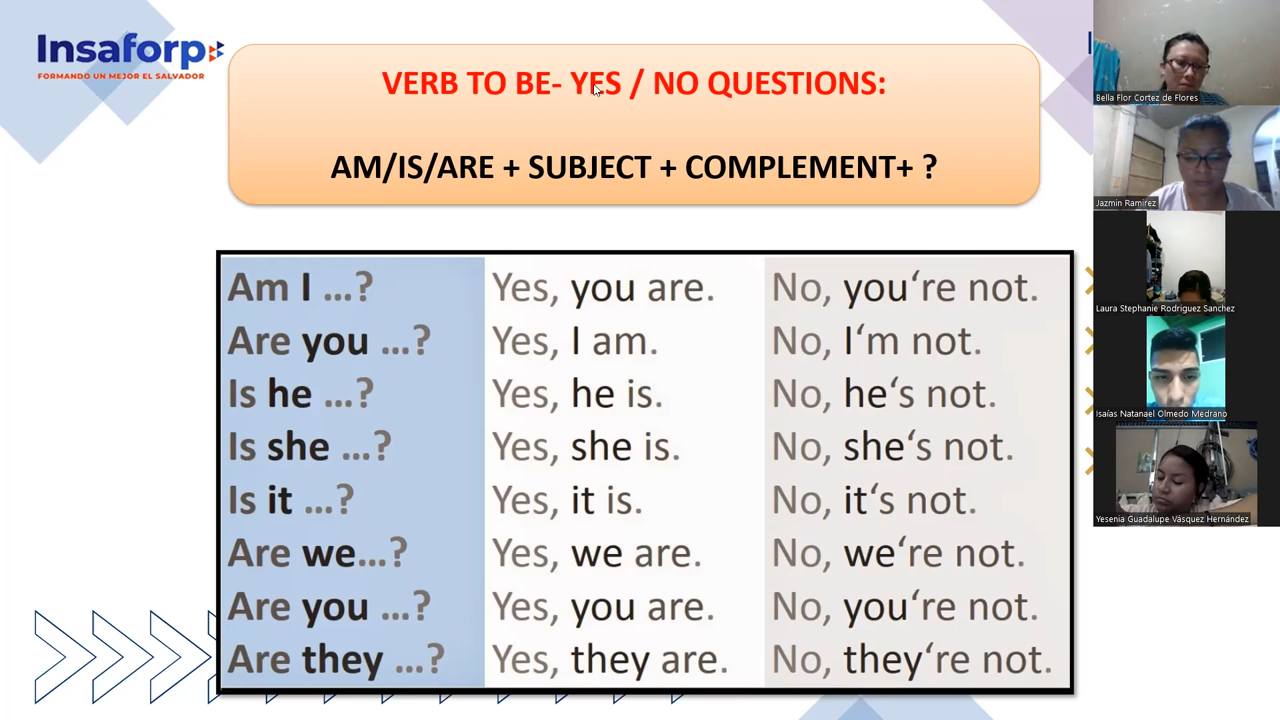 Insaforp
FORMANDO UN MEJOR EL SALVADOR
VERB TO BE- YES / NO QUESTIONS:
AM/IS/ARE + SUBJECT + COMPLEMENT+ ?
Am I ...? Yes, you are. No, you‘re not.
Are you ...? Yes, I am. No, I‘m not.
Is he ...? Yes, he is. No, he‘s not.
Is she ...? Yes, she is. No, she‘s not.
Is it ...? Yes, it is. No, it‘s not.
Are we...? Yes, we are. No, we‘re not.
Are you ...? Yes, you are. No, you‘re not.
Are they ...? Yes, they are. No, they‘re not.
Bella Flor Cortez de Flores
Jazmin Ramirez
Laura Stephanie Rodriguez Sanchez
Isaías Natanael Olmedo Medrano
Yesenia Guadalupe Vásquez Hernández